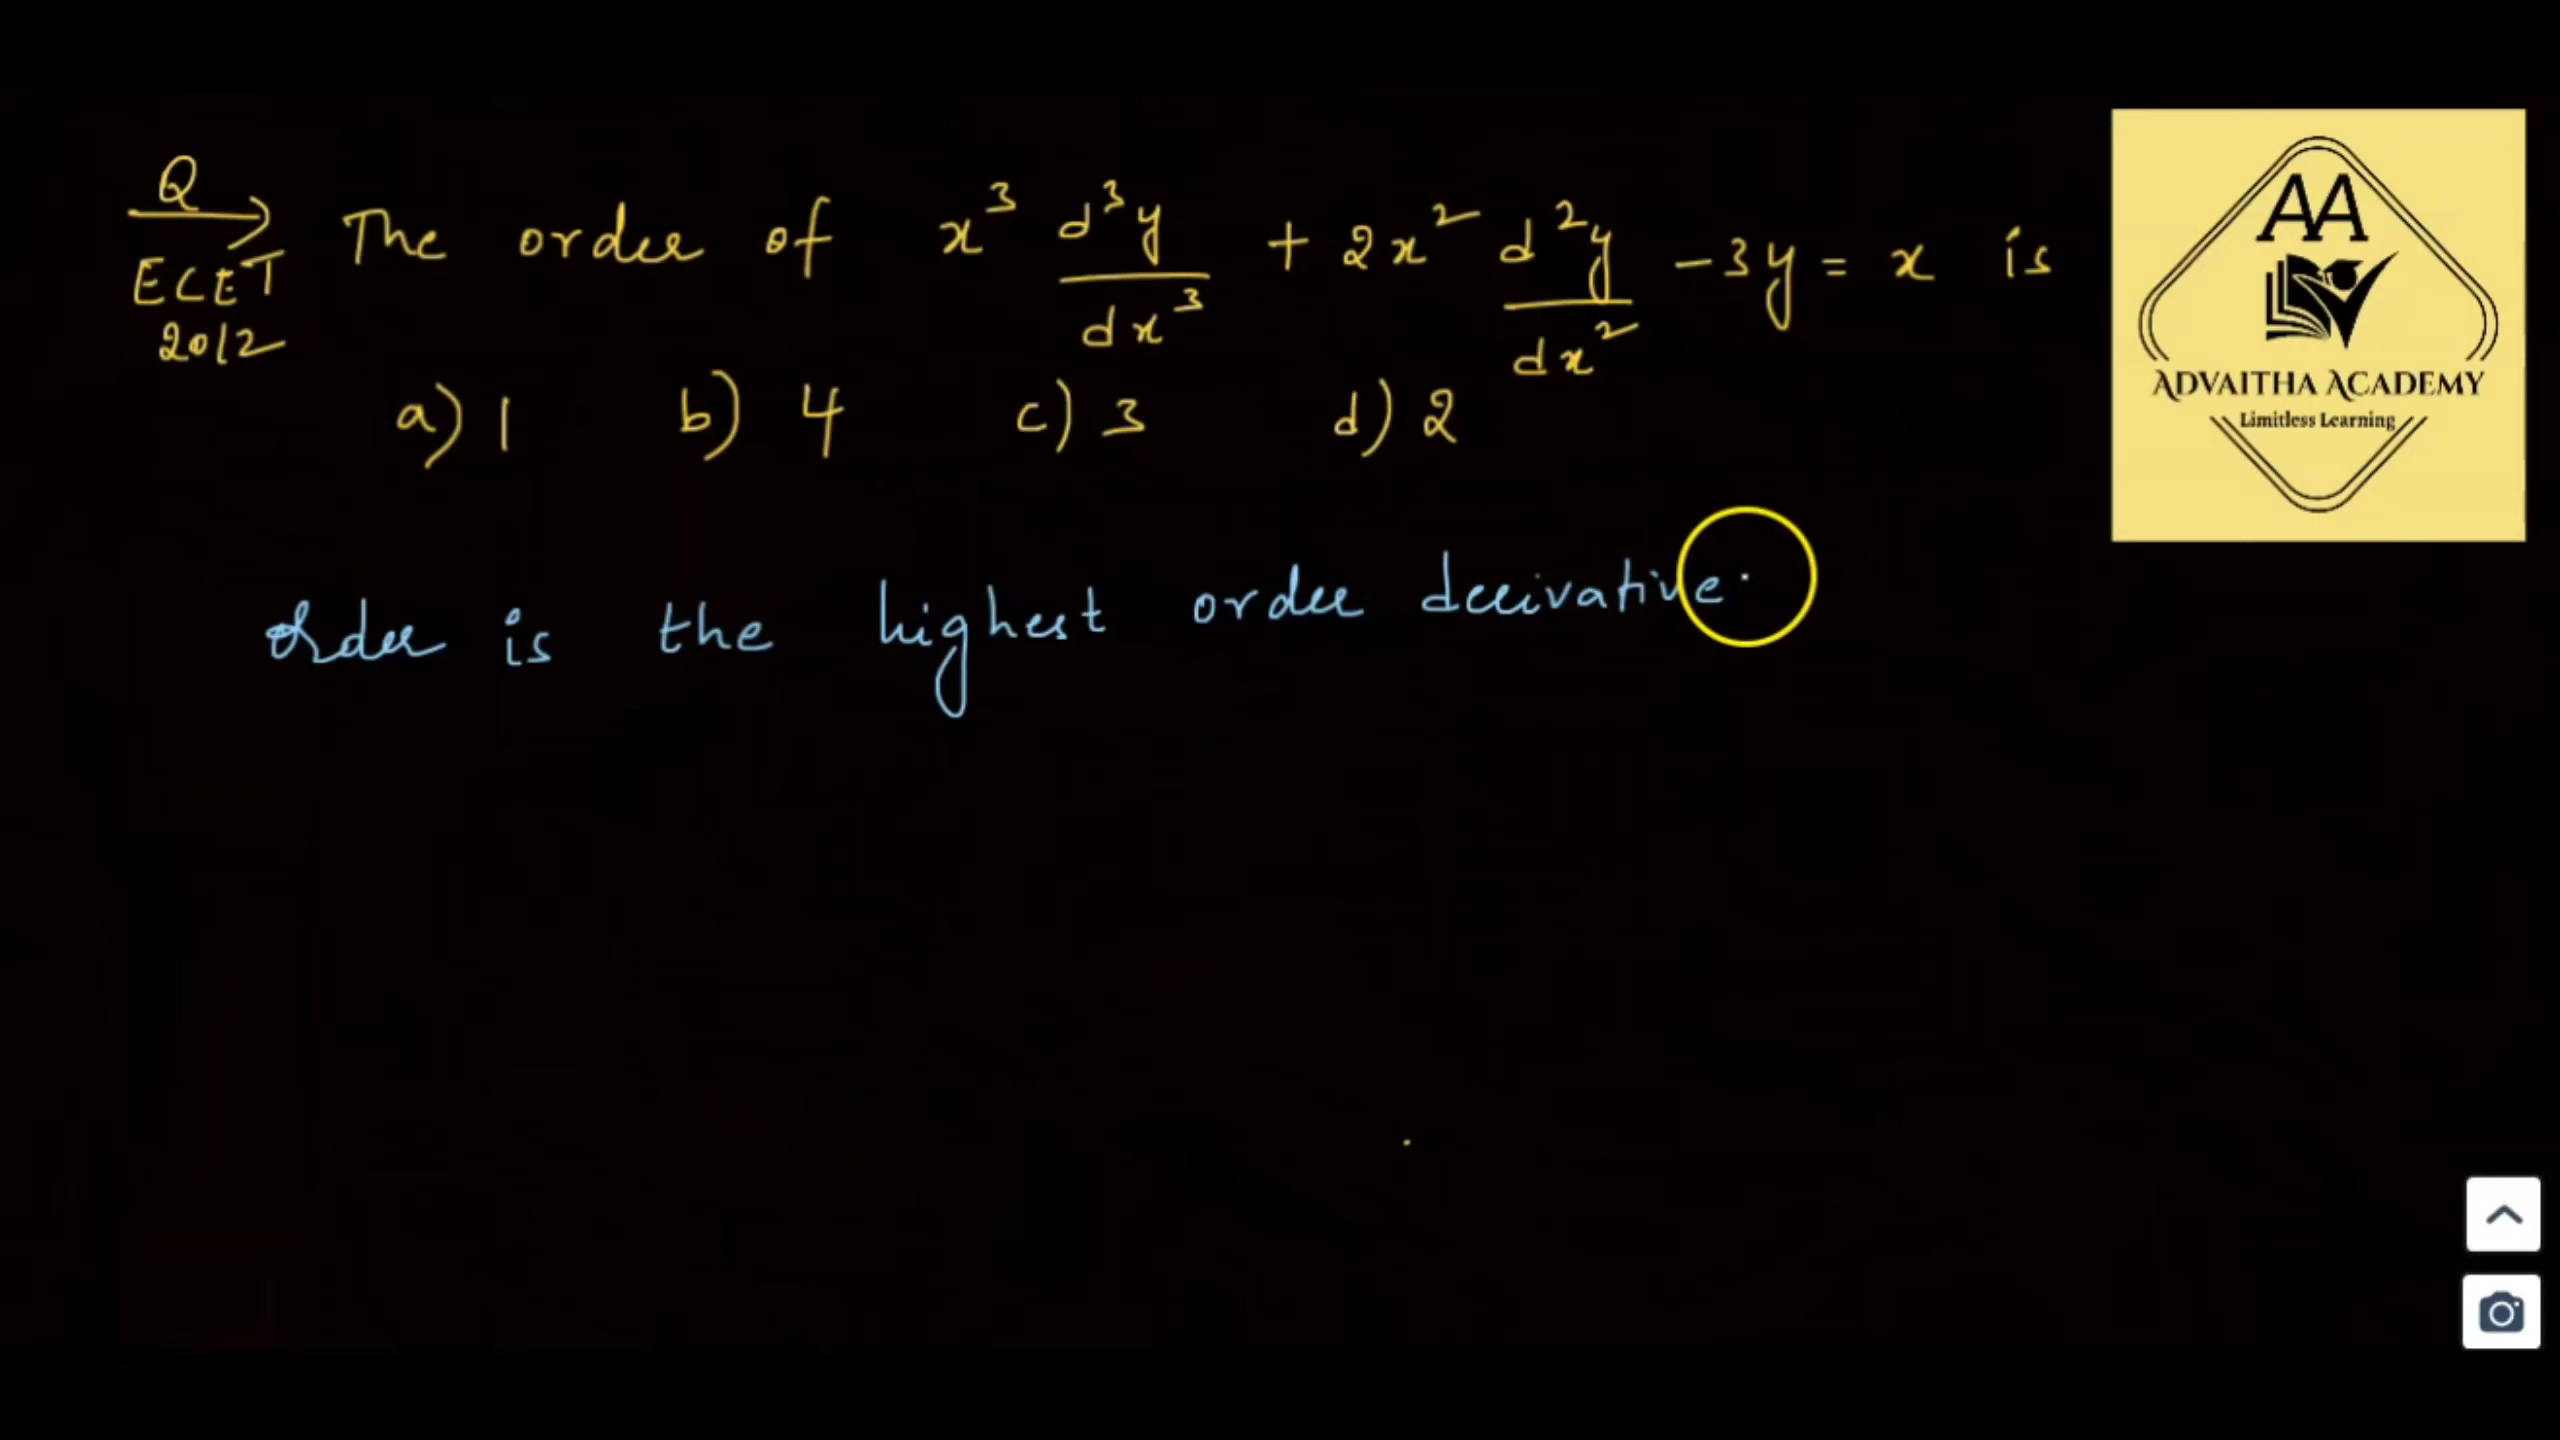 Q
ECET
2012
The order of x³ d³y/dx³ + 2x² d²y/dx² - 3y = x is
a) 1 b) 4 c) 3 d) 2
order is the highest order derivative
AA
ADVAITHA ACADEMY
Limitless Learning